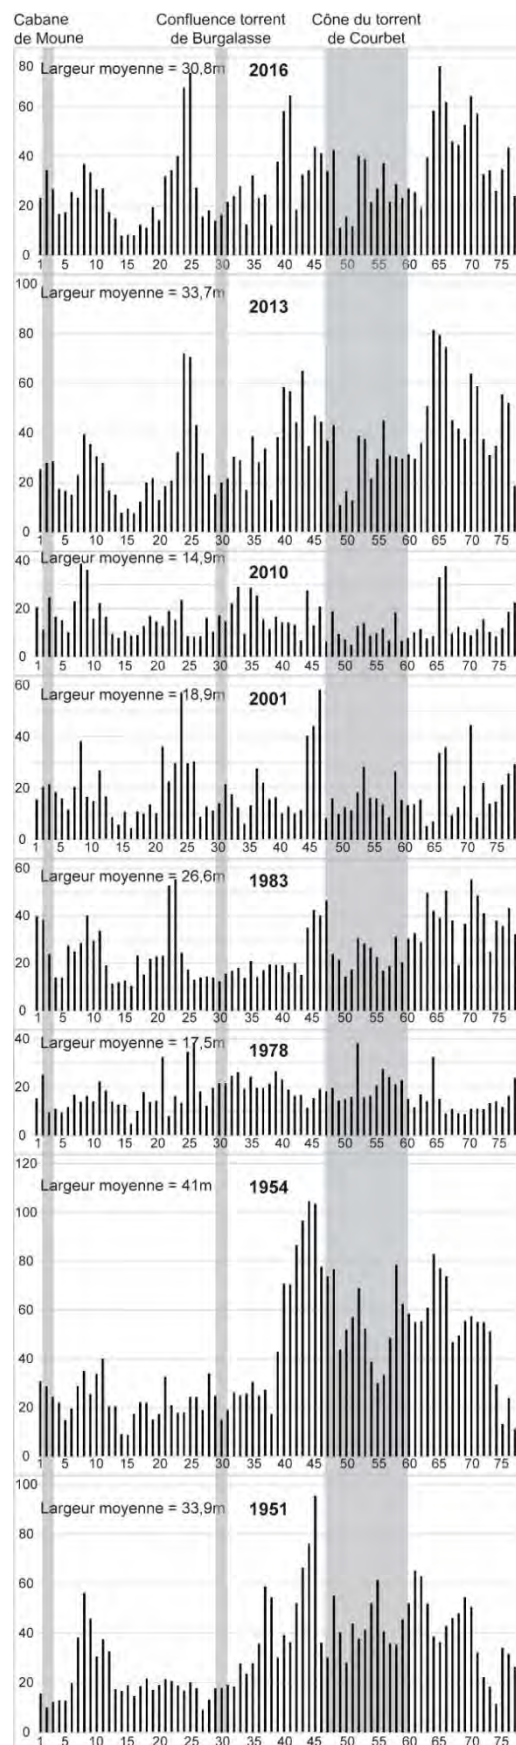 Cabane
de Moune
Confluence torrent
de Burgalasse
Cône du torrent
de Courbet
80
Largeur moyenne = 30,8m
2016
60
40
20
0
1 5 10 15 20 25 30 35 40 45 50 55 60 65 70 75
100
Largeur moyenne = 33,7m
2013
80
60
40
20
0
1 5 10 15 20 25 30 35 40 45 50 55 60 65 70 75
40
Largeur moyenne = 14,9m
2010
20
0
1 5 10 15 20 25 30 35 40 45 50 55 60 65 70 75
60
Largeur moyenne = 18,9m
2001
40
20
0
1 5 10 15 20 25 30 35 40 45 50 55 60 65 70 75
60
Largeur moyenne = 26,6m
1983
40
20
0
1 5 10 15 20 25 30 35 40 45 50 55 60 65 70 75
40
Largeur moyenne = 17,5m
1978
20
0
1 5 10 15 20 25 30 35 40 45 50 55 60 65 70 75
120
Largeur moyenne = 41m
1954
100
80
60
40
20
0
1 5 10 15 20 25 30 35 40 45 50 55 60 65 70 75
100
Largeur moyenne = 33,9m
1951
80
60
40
20
0
1 5 10 15 20 25 30 35 40 45 50 55 60 65 70 75